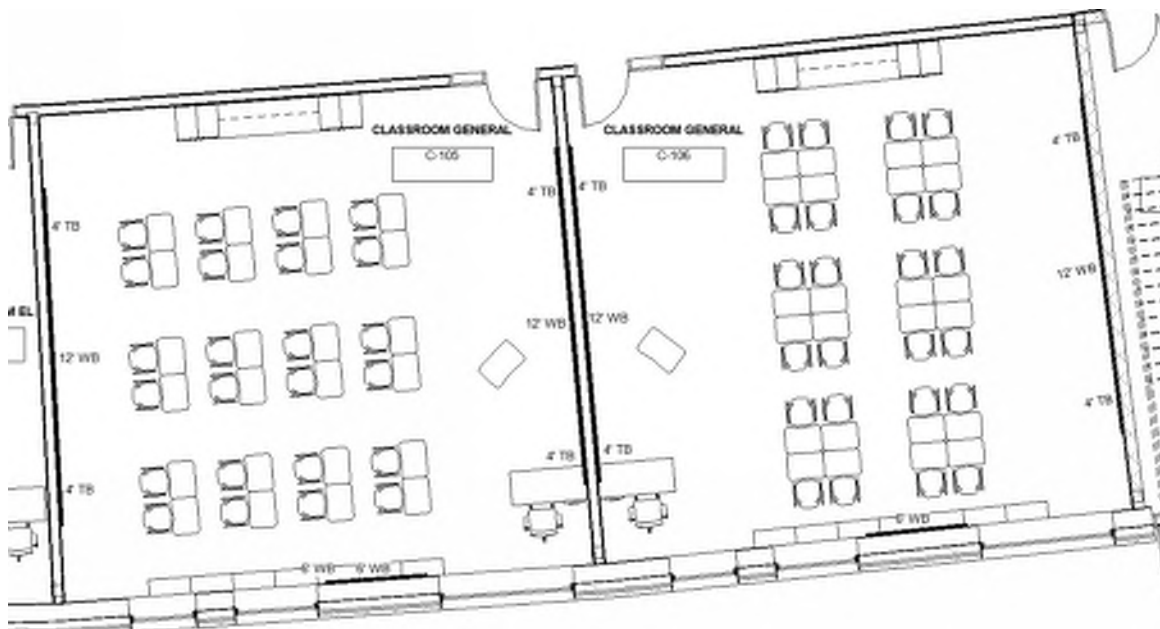 CLASSROOM GENERAL
C-105
CLASSROOM GENERAL
C-106
4' TB
4' TB
4' TB
4' TB
M EL
12' WB
12' WB
12' WB
12' WB
4' TB
4' TB
4' TB
4' TB
6' WB
6' WB
6' WB